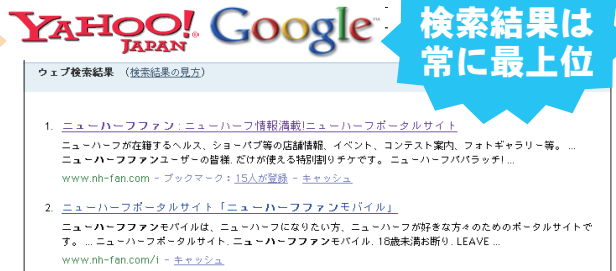 YAHOO! JAPAN
Google™
検索結果は
常に最上位
ウェブ検索結果 (検索結果の見方)
1. ニューハーフファン : ニューハーフ情報満載!ニューハーフポータルサイト
ニューハーフが在籍するヘルス、ショーパブ等の店舗情報、イベント、コンテスト案内、フォトギャラリー等。 ...
ニューハーフファンユーザーの皆様. だけが使える特別割りチケです。 ニューハーフパパラッチ! ...
www.nh-fan.com - ブックマーク: 15人が登録 - キャッシュ
2. ニューハーフポータルサイト「ニューハーフファンモバイル」
ニューハーフファンモバイルは、ニューハーフになりたい方、ニューハーフが好きな方々のためのポータルサイトで
す。 ... ニューハーフポータルサイト. ニューハーフファンモバイル. 18歳未満お断り. LEAVE ...
www.nh-fan.com/i - キャッシュ